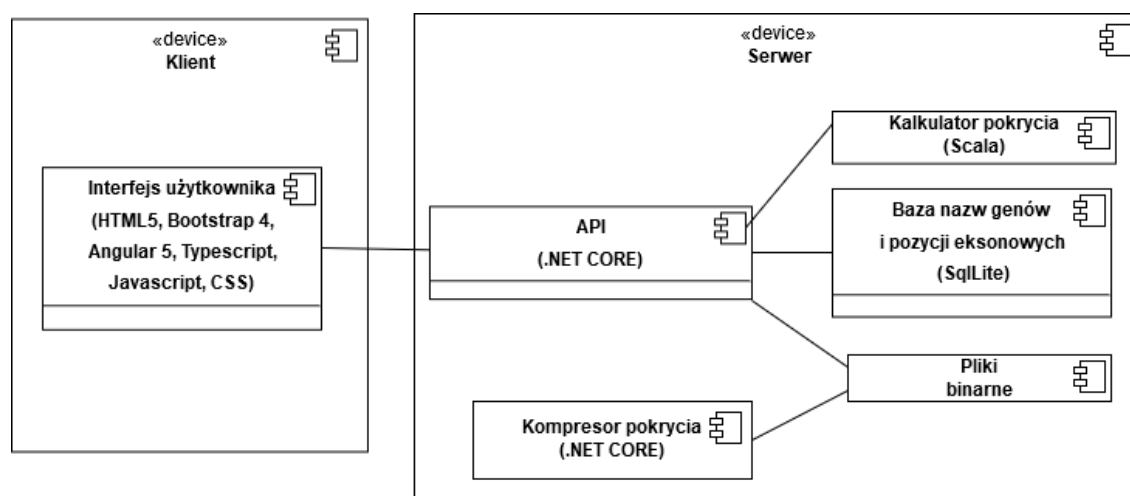 «device»
Klient
Interfejs użytkownika
(HTML5, Bootstrap 4,
Angular 5, Typescript,
Javascript, CSS)
«device»
Serwer
API
(.NET CORE)
Kalkulator pokrycia
(Scala)
Baza nazw genów
i pozycji eksonowych
(SqlLite)
Pliki
binarne
Kompresor pokrycia
(.NET CORE)